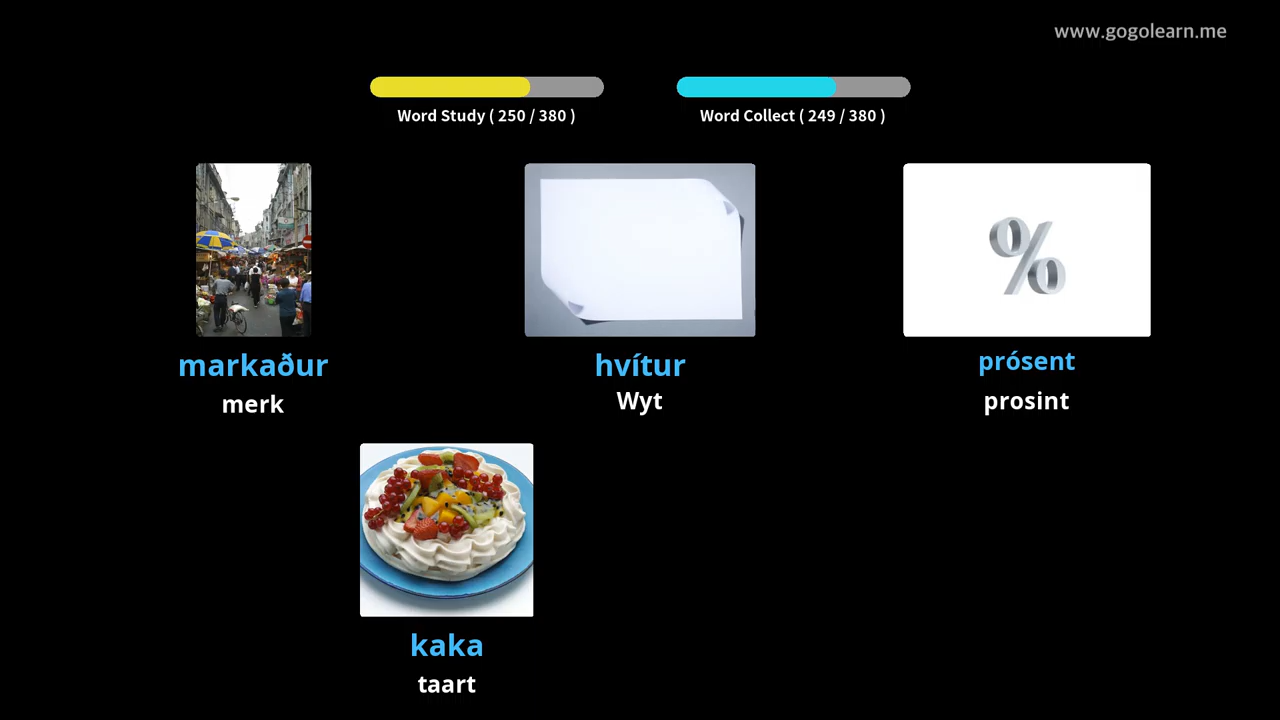 www.gogolearn.me
Word Study ( 250 / 380 )
Word Collect ( 249 / 380 )
markaður
merk
hvítur
Wyt
prósent
prosint
%
kaka
taart